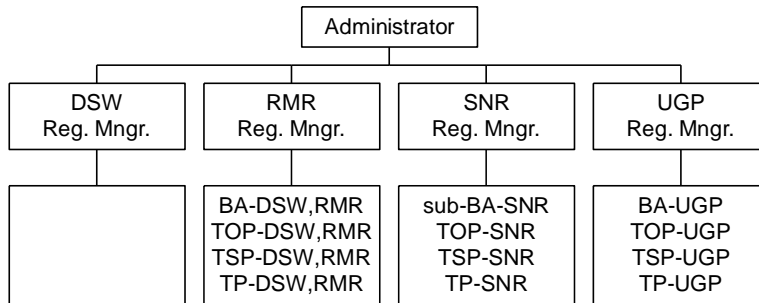 Administrator
DSW
Reg. Mngr.
RMR
Reg. Mngr.
SNR
Reg. Mngr.
UGP
Reg. Mngr.
BA-DSW,RMR
TOP-DSW,RMR
TSP-DSW,RMR
TP-DSW,RMR
sub-BA-SNR
TOP-SNR
TSP-SNR
TP-SNR
BA-UGP
TOP-UGP
TSP-UGP
TP-UGP